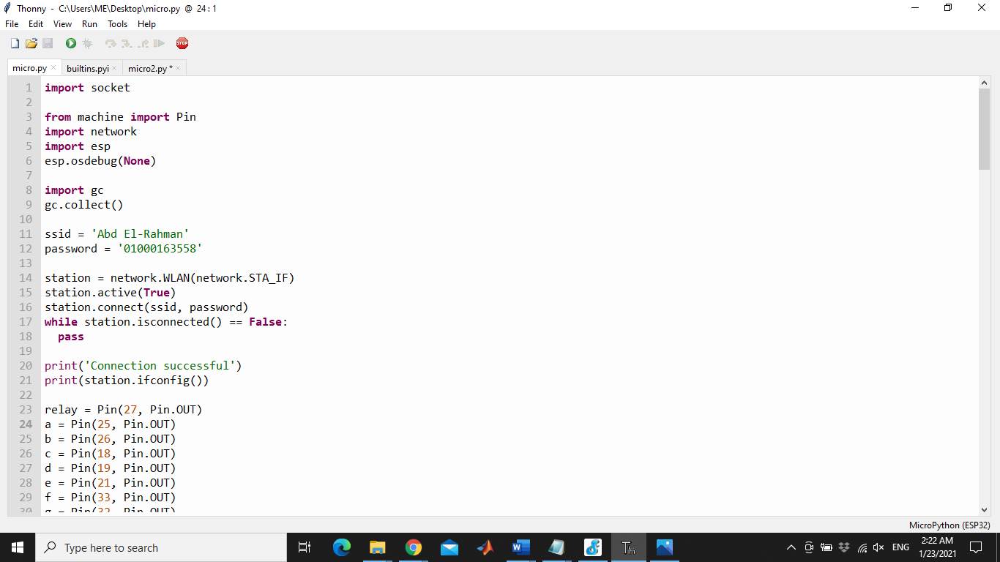 Thonny - C:\Users\ME\Desktop\micro.py @ 24:1
File Edit View Run Tools Help
STOP
micro.py × builtins.pyi × micro2.py * ×
1 import socket
2
3 from machine import Pin
4 import network
5 import esp
6 esp.osdebug(None)
7
8 import gc
9 gc.collect()
10
11 ssid = 'Abd El-Rahman'
12 password = '01000163558'
13
14 station = network.WLAN(network.STA_IF)
15 station.active(True)
16 station.connect(ssid, password)
17 while station.isconnected() == False:
18   pass
19
20 print('Connection successful')
21 print(station.ifconfig())
22
23 relay = Pin(27, Pin.OUT)
24 a = Pin(25, Pin.OUT)
25 b = Pin(26, Pin.OUT)
26 c = Pin(18, Pin.OUT)
27 d = Pin(19, Pin.OUT)
28 e = Pin(21, Pin.OUT)
29 f = Pin(33, Pin.OUT)
30 g = Pin(32, Pin.OUT)
MicroPython (ESP32)
Type here to search
Th
ENG
2:22 AM
1/23/2021